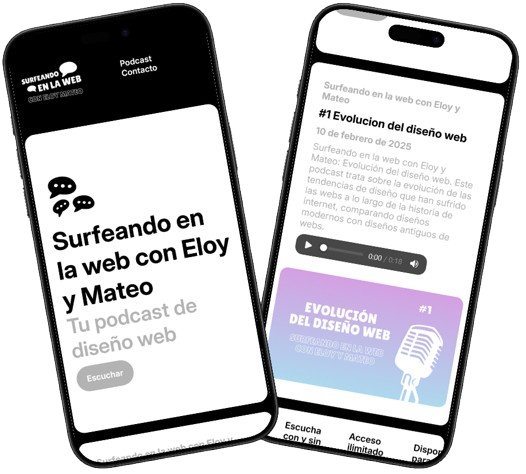 SURFEANDO
EN LA WEB
CON ELOY MATEO
Podcast
Contacto
Surfeando en
la web con Eloy
y Mateo
Tu podcast de
diseño web
Escuchar
Surfeando en la web con Eloy y
Surfeando en la web con Eloy y
Mateo
#1 Evolucion del diseño web
10 de febrero de 2025
Surfeando en la web con Eloy y
Mateo: Evolución del diseño web. Este
podcast trata sobre la evolución de las
tendencias de diseño que han sufrido
las webs a lo largo de la historia de
internet, comparando diseños
modernos con diseños antiguos de
webs.
0:00 / 0:18
#1
EVOLUCIÓN
DEL DISEÑO WEB
SURFEANDO EN LA WEB
CON ELOY Y MATEO
Escucha
con y sin
Acceso
ilimitado